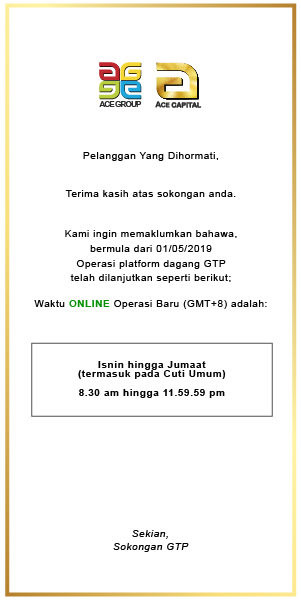 ACE GROUP
ACE CAPITAL
Pelanggan Yang Dihormati,
Terima kasih atas sokongan anda.
Kami ingin memaklumkan bahawa,
bermula dari 01/05/2019
Operasi platform dagang GTP
telah dilanjutkan seperti berikut;
Waktu ONLINE Operasi Baru (GMT+8) adalah:
Isnin hingga Jumaat
(termasuk pada Cuti Umum)
8.30 am hingga 11.59.59 pm
Sekian,
Sokongan GTP